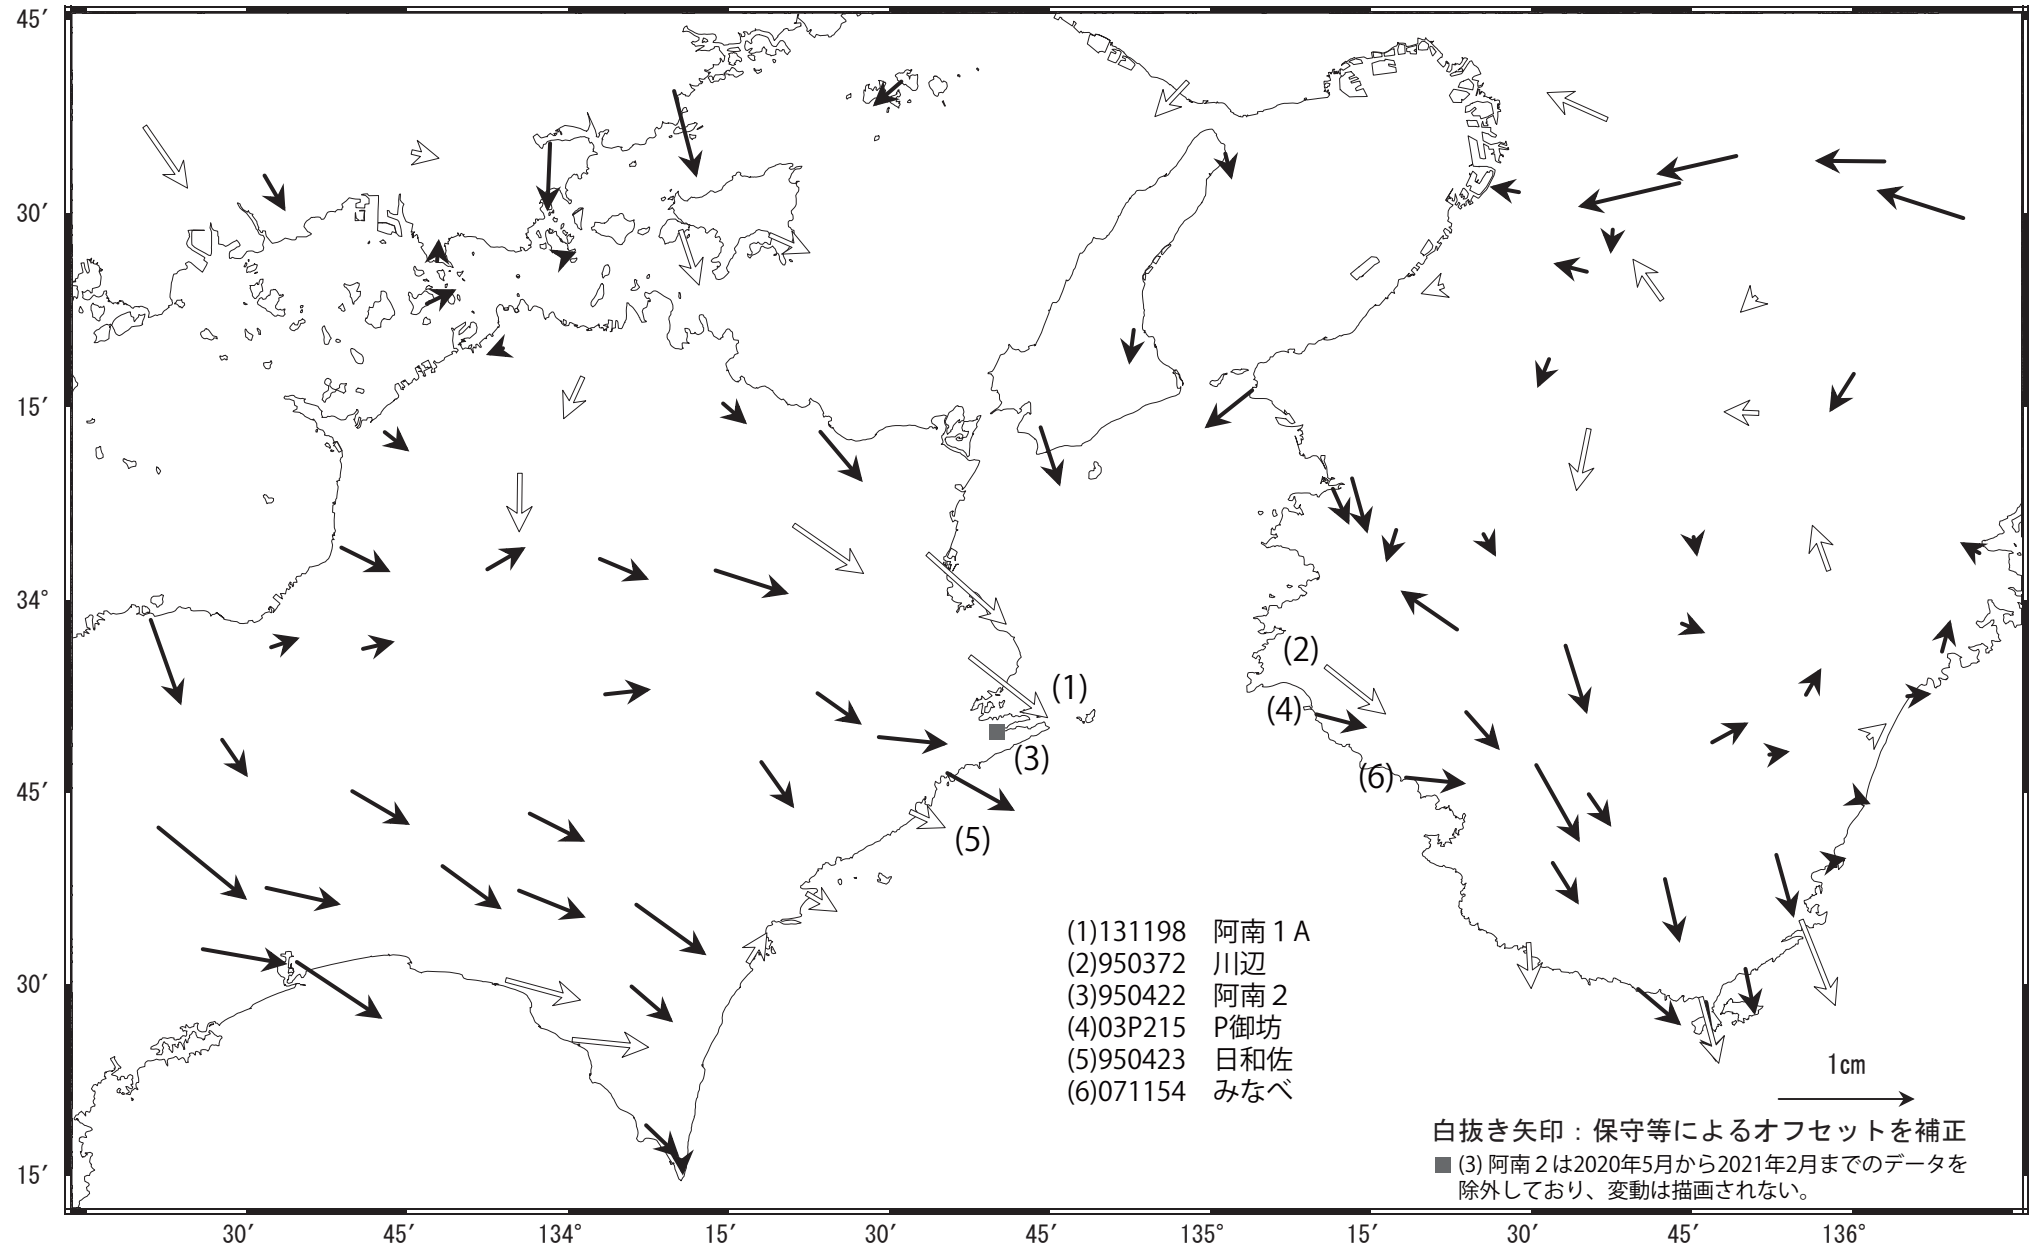 45′
30′
15′
34°
45′
30′
15′
30′
45′
134°
15′
30′
45′
135°
15′
30′
45′
136°
(1)
(2)
(3)
(4)
(5)
(6)
(1)131198 阿南１A
(2)950372 川辺
(3)950422 阿南２
(4)03P215 P御坊
(5)950423 日和佐
(6)071154 みなべ
1cm
白抜き矢印：保守等によるオフセットを補正
■ (3) 阿南２は2020年5月から2021年2月までのデータを
除外しており、変動は描画されない。